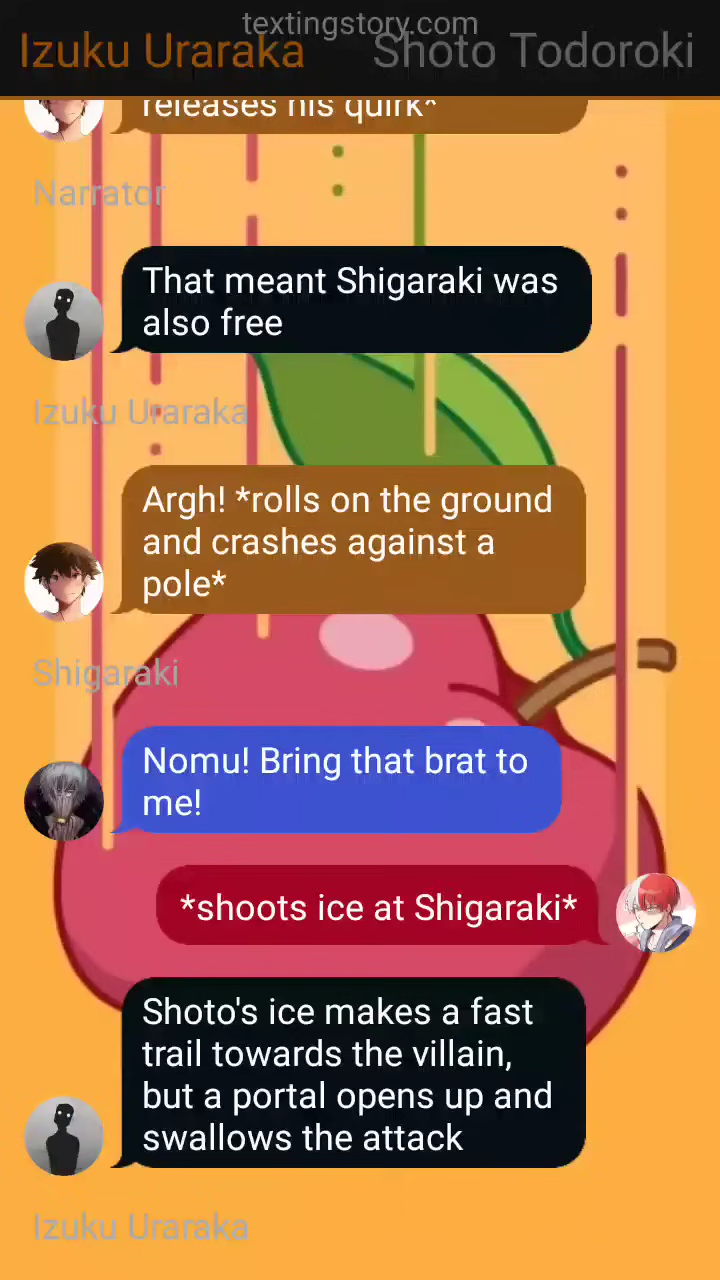 textingstory.com
Izuku Uraraka Shoto Todoroki
releases his quirk*
Narrator
That meant Shigaraki was
also free
Izuku Uraraka
Argh! *rolls on the ground
and crashes against a
pole*
Shigaraki
Nomu! Bring that brat to
me!
*shoots ice at Shigaraki*
Shoto's ice makes a fast
trail towards the villain,
but a portal opens up and
swallows the attack
Izuku Uraraka